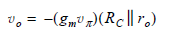 v_o = −(g_m v_π)(R_C ∥ r_o)